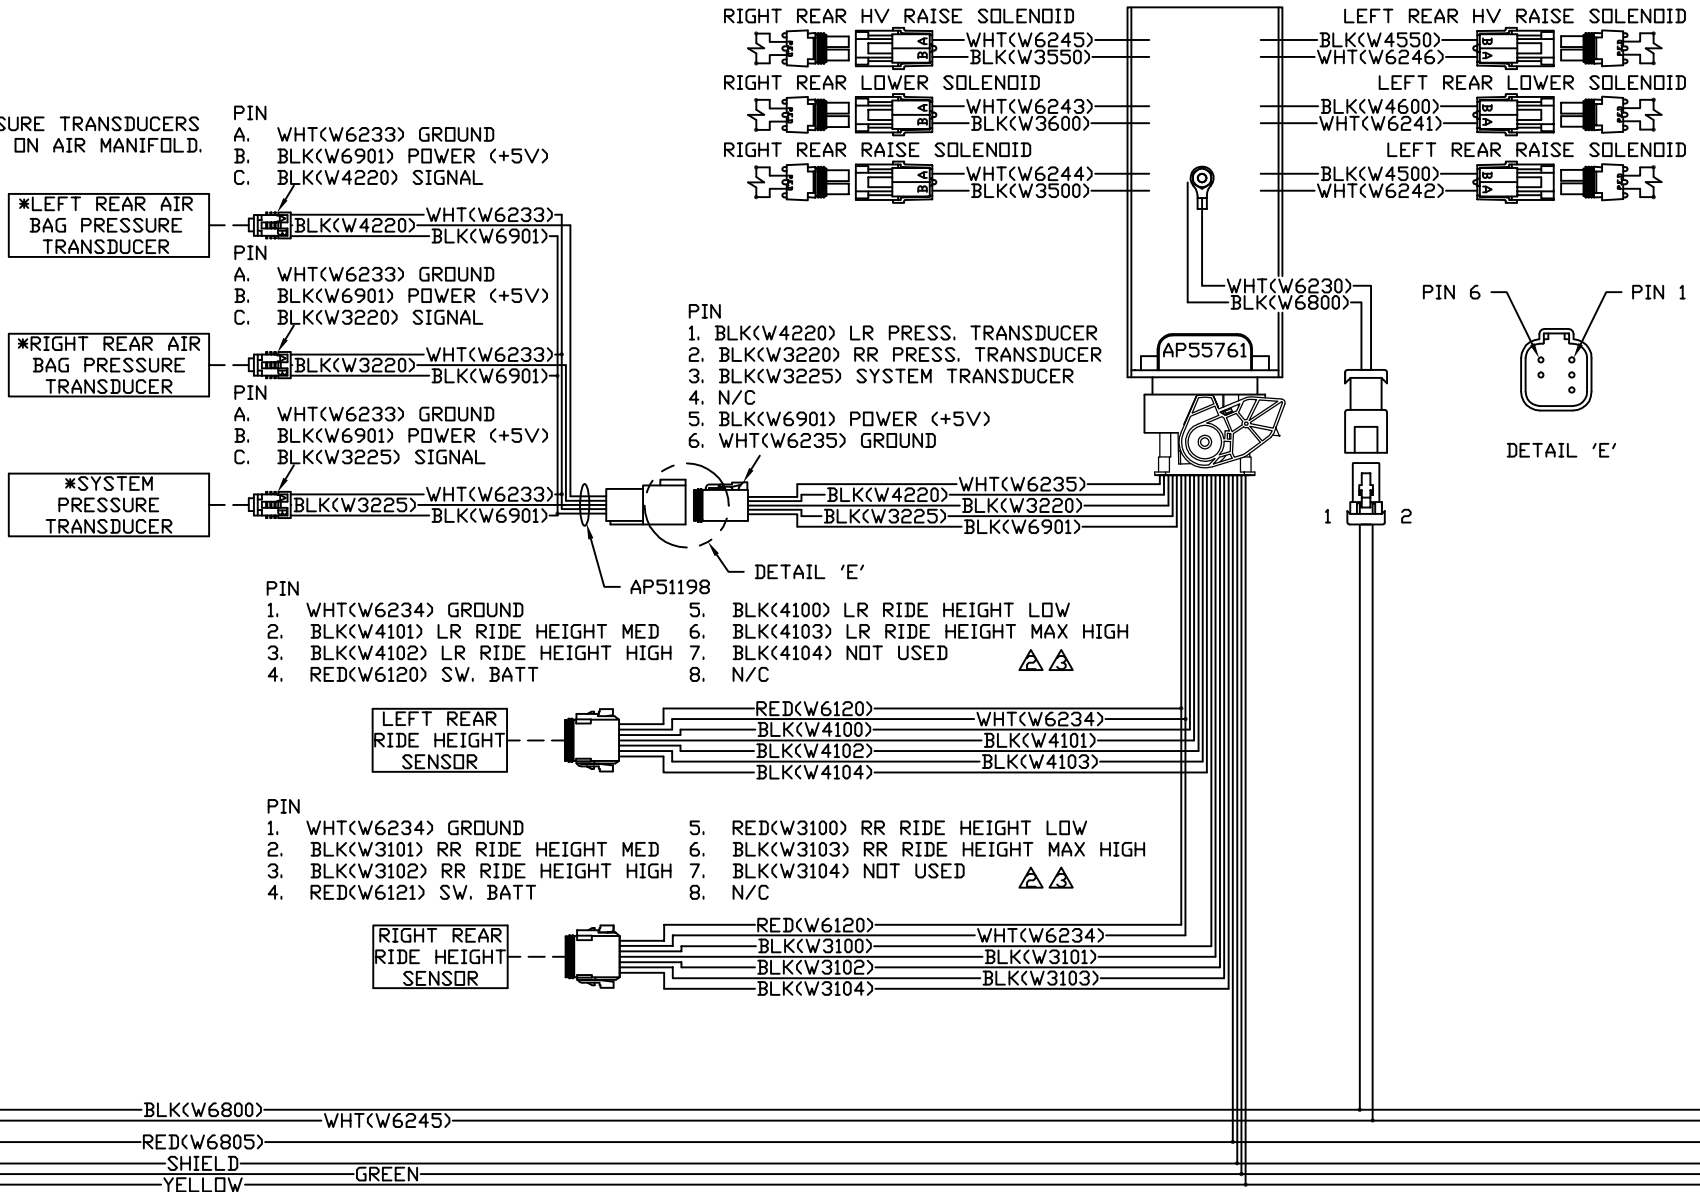 RIGHT REAR HV RAISE SOLENOID
WHT(W6245)
BLK(W3550)
A
B
RIGHT REAR LOWER SOLENOID
WHT(W6243)
BLK(W3600)
A
B
RIGHT REAR RAISE SOLENOID
WHT(W6244)
BLK(W3500)
A
B
LEFT REAR HV RAISE SOLENOID
BLK(W4550)
WHT(W6246)
B
A
LEFT REAR LOWER SOLENOID
BLK(W4600)
WHT(W6241)
B
A
LEFT REAR RAISE SOLENOID
BLK(W4500)
WHT(W6242)
B
A
SURE TRANSDUCERS
ON AIR MANIFOLD.
PIN
A. WHT(W6233) GROUND
B. BLK(W6901) POWER (+5V)
C. BLK(W4220) SIGNAL
*LEFT REAR AIR
BAG PRESSURE
TRANSDUCER
WHT(W6233)
BLK(W4220)
BLK(W6901)
PIN
A. WHT(W6233) GROUND
B. BLK(W6901) POWER (+5V)
C. BLK(W3220) SIGNAL
*RIGHT REAR AIR
BAG PRESSURE
TRANSDUCER
WHT(W6233)
BLK(W3220)
BLK(W6901)
PIN
A. WHT(W6233) GROUND
B. BLK(W6901) POWER (+5V)
C. BLK(W3225) SIGNAL
*SYSTEM
PRESSURE
TRANSDUCER
WHT(W6233)
BLK(W3225)
BLK(W6901)
PIN
1. BLK(W4220) LR PRESS. TRANSDUCER
2. BLK(W3220) RR PRESS. TRANSDUCER
3. BLK(W3225) SYSTEM TRANSDUCER
4. N/C
5. BLK(W6901) POWER (+5V)
6. WHT(W6235) GROUND
WHT(W6235)
BLK(W4220)
BLK(W3220)
BLK(W3225)
BLK(W6901)
DETAIL 'E'
AP51198
AP55761
WHT(W6230)
BLK(W6800)
PIN 6
PIN 1
DETAIL 'E'
1
2
PIN
1. WHT(W6234) GROUND
2. BLK(W4101) LR RIDE HEIGHT MED
3. BLK(W4102) LR RIDE HEIGHT HIGH
4. RED(W6120) SW. BATT
5. BLK(4100) LR RIDE HEIGHT LOW
6. BLK(4103) LR RIDE HEIGHT MAX HIGH
7. BLK(4104) NOT USED
8. N/C
2 3
LEFT REAR
RIDE HEIGHT
SENSOR
RED(W6120)
WHT(W6234)
BLK(W4100)
BLK(W4101)
BLK(W4102)
BLK(W4103)
BLK(W4104)
PIN
1. WHT(W6234) GROUND
2. BLK(W3101) RR RIDE HEIGHT MED
3. BLK(W3102) RR RIDE HEIGHT HIGH
4. RED(W6121) SW. BATT
5. RED(W3100) RR RIDE HEIGHT LOW
6. BLK(W3103) RR RIDE HEIGHT MAX HIGH
7. BLK(W3104) NOT USED
8. N/C
2 3
RIGHT REAR
RIDE HEIGHT
SENSOR
RED(W6120)
WHT(W6234)
BLK(W3100)
BLK(W3101)
BLK(W3102)
BLK(W3103)
BLK(W3104)
BLK(W6800)
WHT(W6245)
RED(W6805)
SHIELD
GREEN
YELLOW